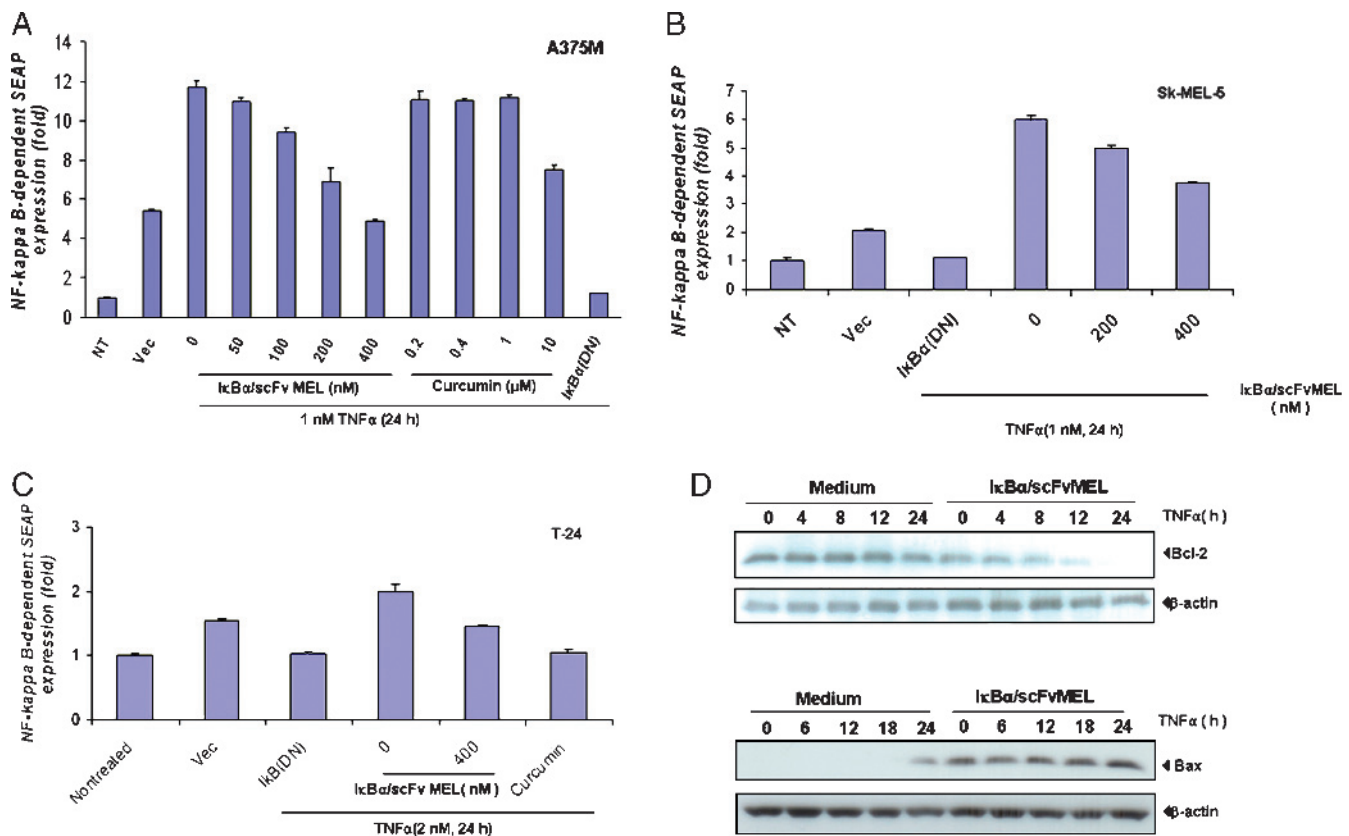 A
A375M
NF-kappa B-dependent SEAP
expression (fold)
14
12
10
8
6
4
2
0
NT
Vec
0
50
100
200
400
0.2
0.4
1
10
IκBα(DN)
IκBα/scFv MEL (nM)
Curcumin (μM)
1 nM TNFα (24 h)
B
Sk-MEL-5
NF-kappa B-dependent SEAP
expression (fold)
7
6
5
4
3
2
1
0
NT
Vec
IκBα(DN)
0
200
400
IκBα/scFvMEL
( nM )
TNFα(1 nM, 24 h)
C
T-24
NF-kappa B-depen (dent SEAP
expression (fold)
3
2
1
0
Nontrealed
Vec
IκB(DN)
0
400
Curcumin
IκBα/scFv MEL( nM)
TNFα(2 nM, 24 h)
D
Medium IκBα/scFvMEL
0 4 8 12 24 0 4 8 12 24 TNFα( h)
Bcl-2
β-actin
Medium IκBα/scFvMEL
0 6 12 18 24 0 6 12 18 24 TNFα (h)
Bax
β-actin